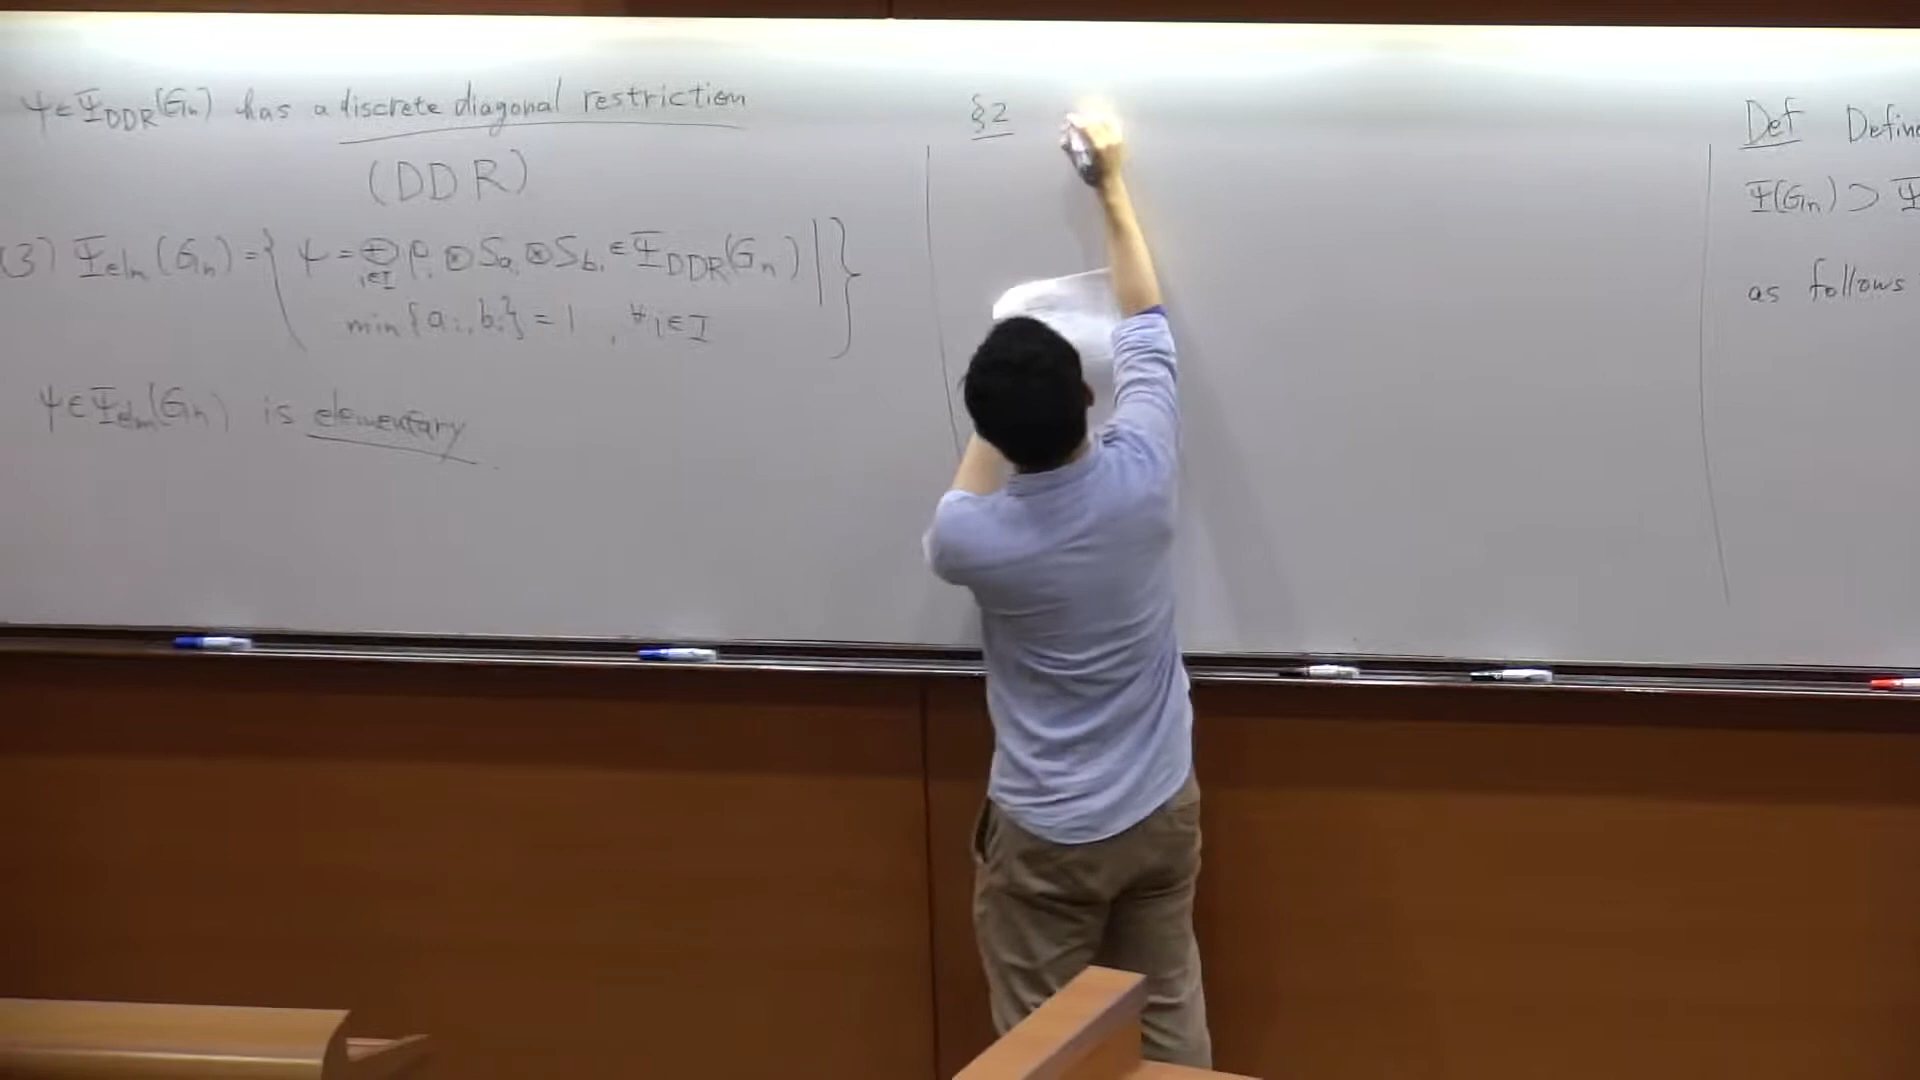 ψ ∈ Ψ_DDR(G_n) has a discrete diagonal restriction
(DDR)
(3) Ψ_elm(G_n) = { ψ = ⊕_{i∈I} ρ_i ⊠ S_{a_i} ⊠ S_{b_i} ∈ Ψ_DDR(G_n) | }
min{a_i, b_i} = 1 , ∀i ∈ I
ψ ∈ Ψ_elm(G_n) is elementary.
§2
Def Define
Ψ(G_n) ⊃ Ψ
as follows